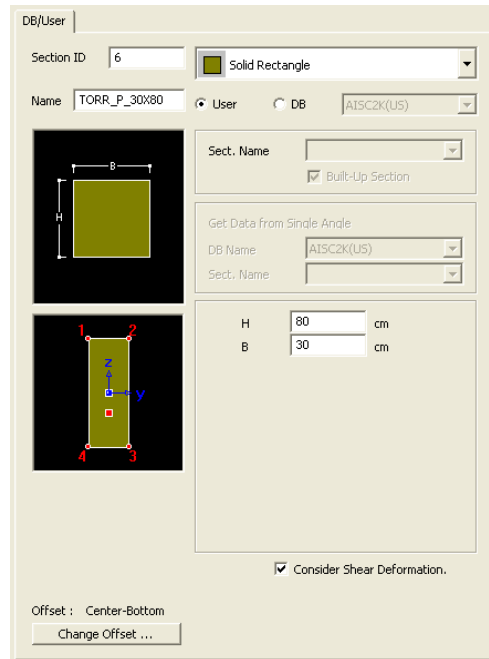 DB/User
Section ID 6 Solid Rectangle
Name TORR_P_30X80 User DB AISC2K(US)
B
H
Sect. Name
Built-Up Section
Get Data from Single Angle
DB Name AISC2K(US)
Sect. Name
1 2
z
y
4 3
H 80 cm
B 30 cm
Consider Shear Deformation.
Offset : Center-Bottom
Change Offset ...